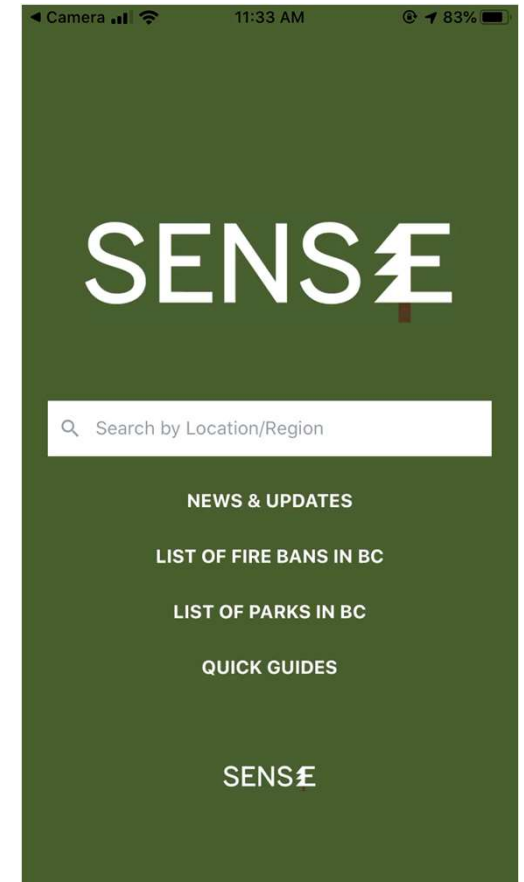 Camera 11:33 AM 83%
SENSE
Search by Location/Region
NEWS & UPDATES
LIST OF FIRE BANS IN BC
LIST OF PARKS IN BC
QUICK GUIDES
SENSE